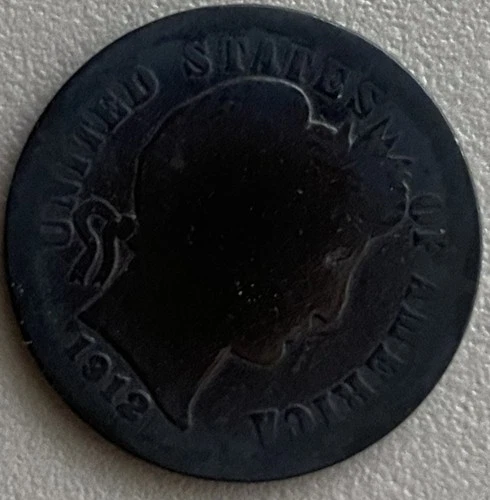 UNITED STATES OF AMERICA
1912